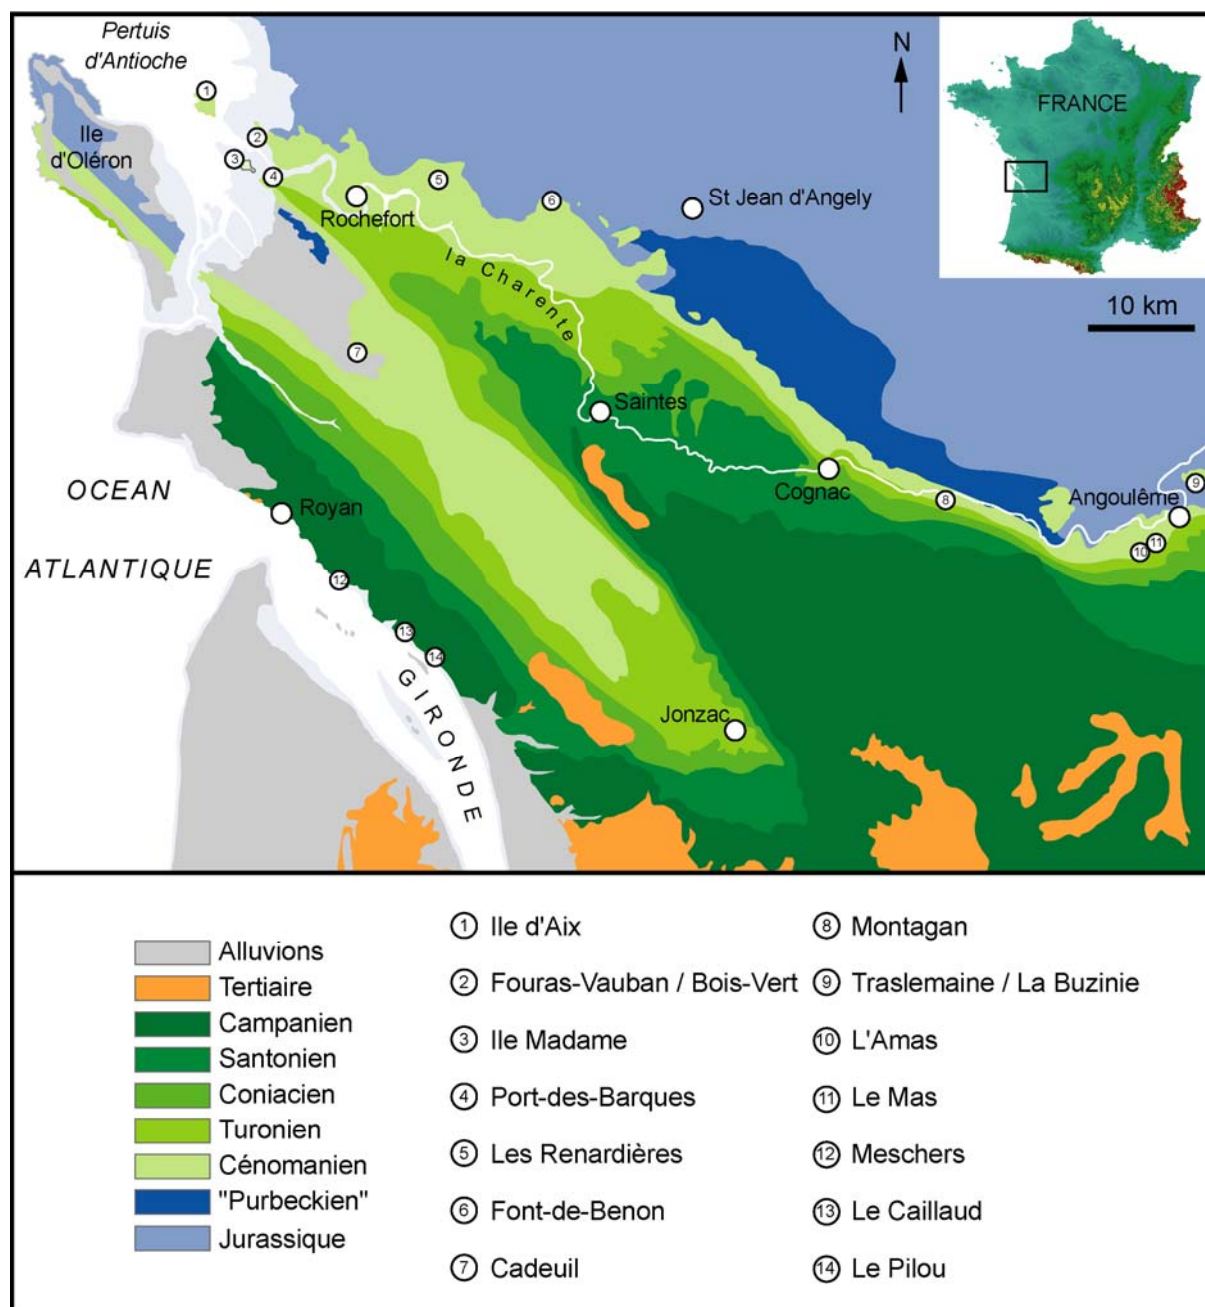 Pertuis
d'Antioche
N
FRANCE
1
Ile
d'Oléron
2
3
4
5
6
St Jean d'Angely
Rochefort
la Charente
10 km
7
Saintes
Cognac
8
Angoulême
9
OCEAN
Royan
10
11
ATLANTIQUE
12
13
14
GIRONDE
Jonzac
Alluvions
Tertiaire
Campanien
Santonien
Coniacien
Turonien
Cénomanien
"Purbeckien"
Jurassique
1 Ile d'Aix
2 Fouras-Vauban / Bois-Vert
3 Ile Madame
4 Port-des-Barques
5 Les Renardières
6 Font-de-Benon
7 Cadeuil
8 Montagan
9 Traslemaine / La Buzinie
10 L'Amas
11 Le Mas
12 Meschers
13 Le Caillaud
14 Le Pilou